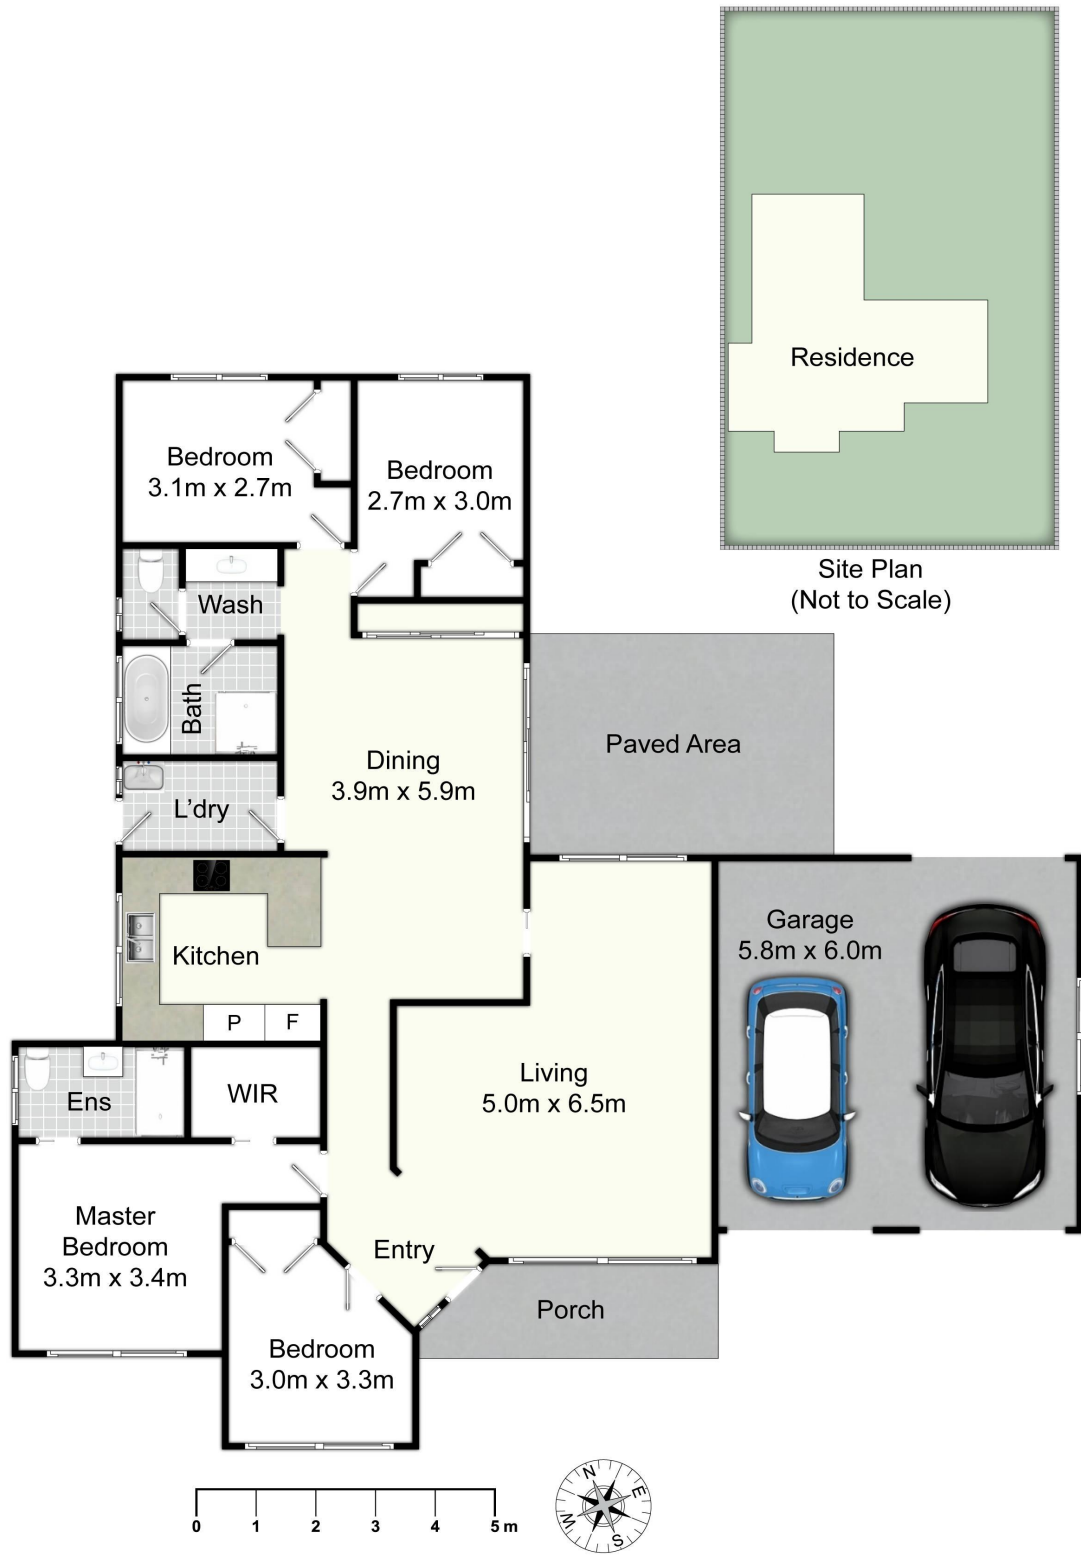 Residence
Site Plan
(Not to Scale)
Bedroom
3.1m x 2.7m
Bedroom
2.7m x 3.0m
Wash
Bath
Dining
3.9m x 5.9m
Paved Area
L'dry
Kitchen
P
F
Garage
5.8m x 6.0m
Living
5.0m x 6.5m
Ens
WIR
Master
Bedroom
3.3m x 3.4m
Entry
Porch
Bedroom
3.0m x 3.3m
0 1 2 3 4 5 m
N
E
W
S